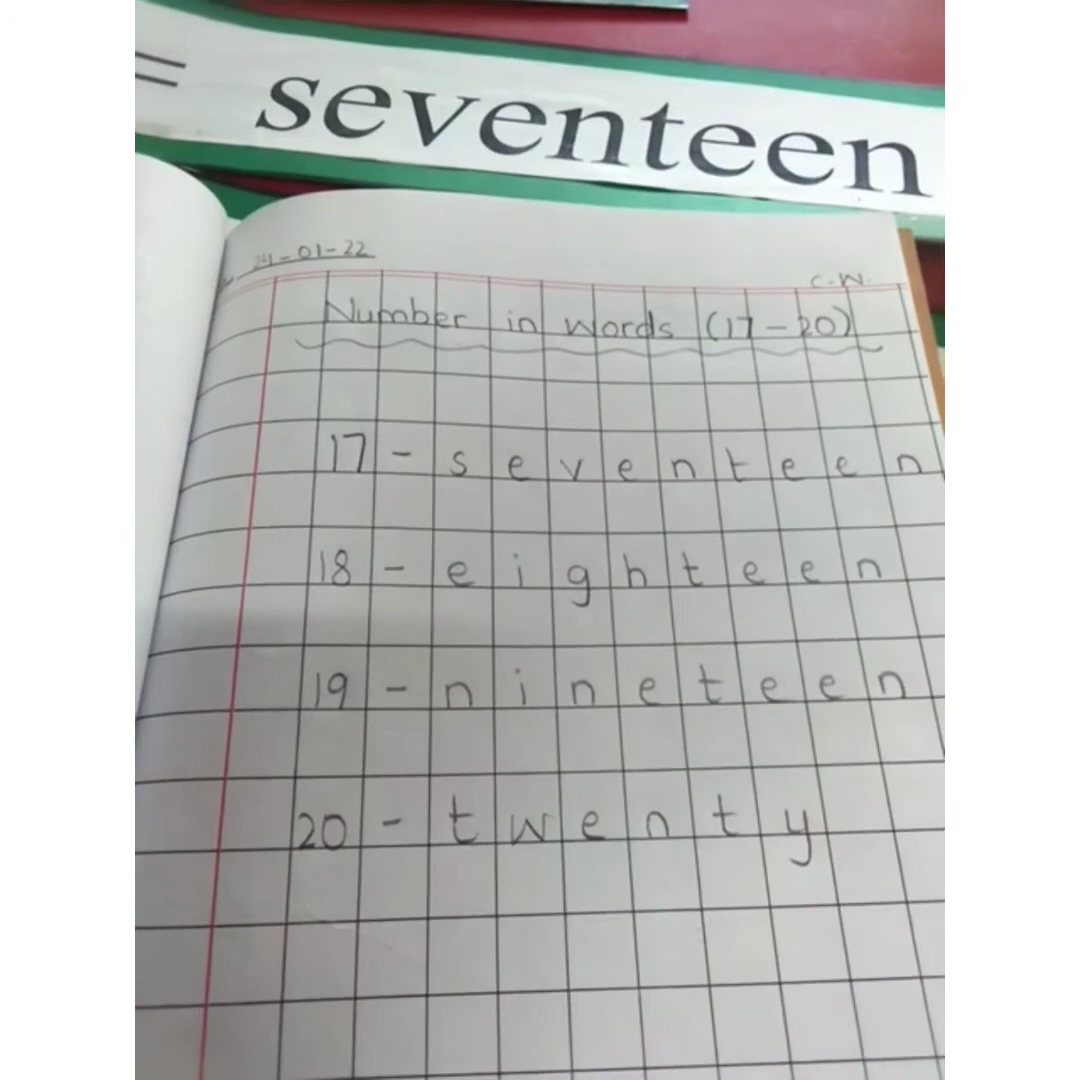 = seventeen
24-01-22
C.W.
Number in words (17-20)
17 - seventeen
18 - eighteen
19 - nineteen
20 - twenty